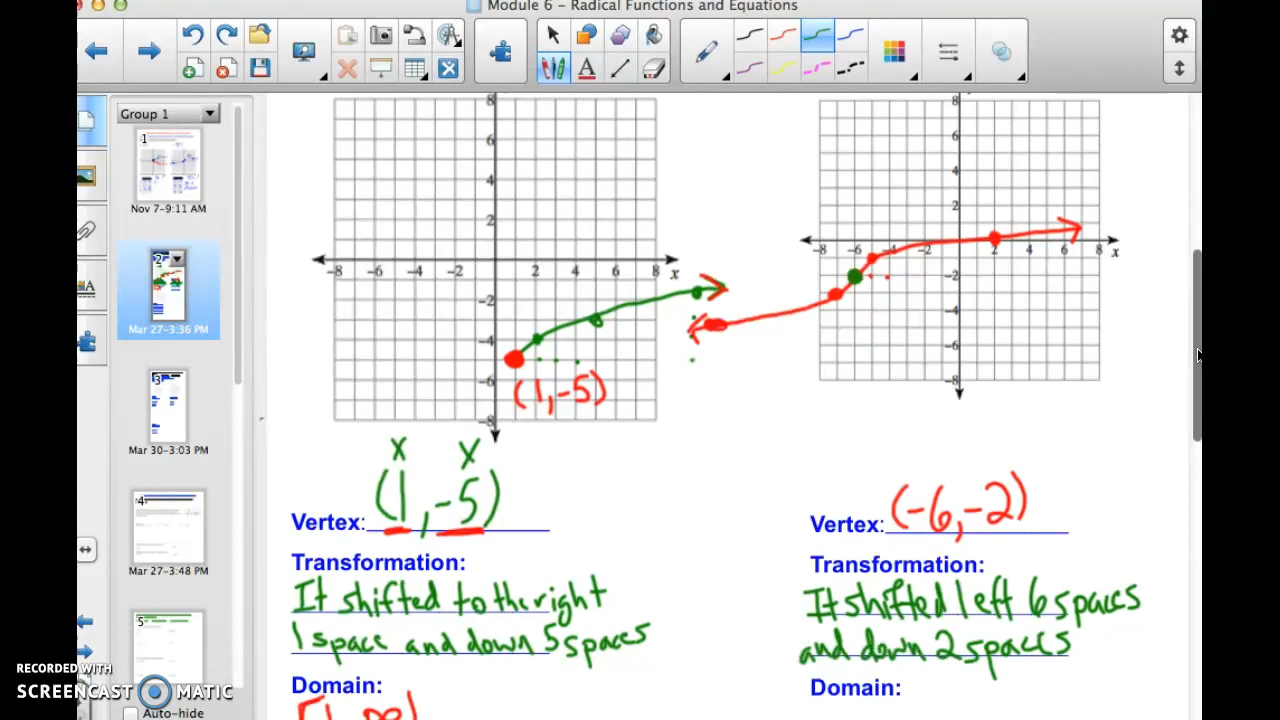 Module 6 - Radical Functions and Equations
Group 1
1
Nov 7-9:11 AM
2
Mar 27-3:36 PM
3
Mar 30-3:03 PM
4
Mar 27-3:48 PM
5
Auto-hide
8
6
4
2
-8 -6 -4 -2 2 4 6 8 x
-2
-4
-6
-8
(1,-5)
8
6
4
2
-8 -6 -4 -2 2 4 6 8 x
-2
-4
-6
-8
x x
Vertex: (1,-5)
Transformation:
It shifted to the right
1 space and down 5 spaces
Domain:
Vertex: (-6,-2)
Transformation:
It shifted left 6 spaces
and down 2 spaces
Domain:
RECORDED WITH
SCREENCAST MATIC